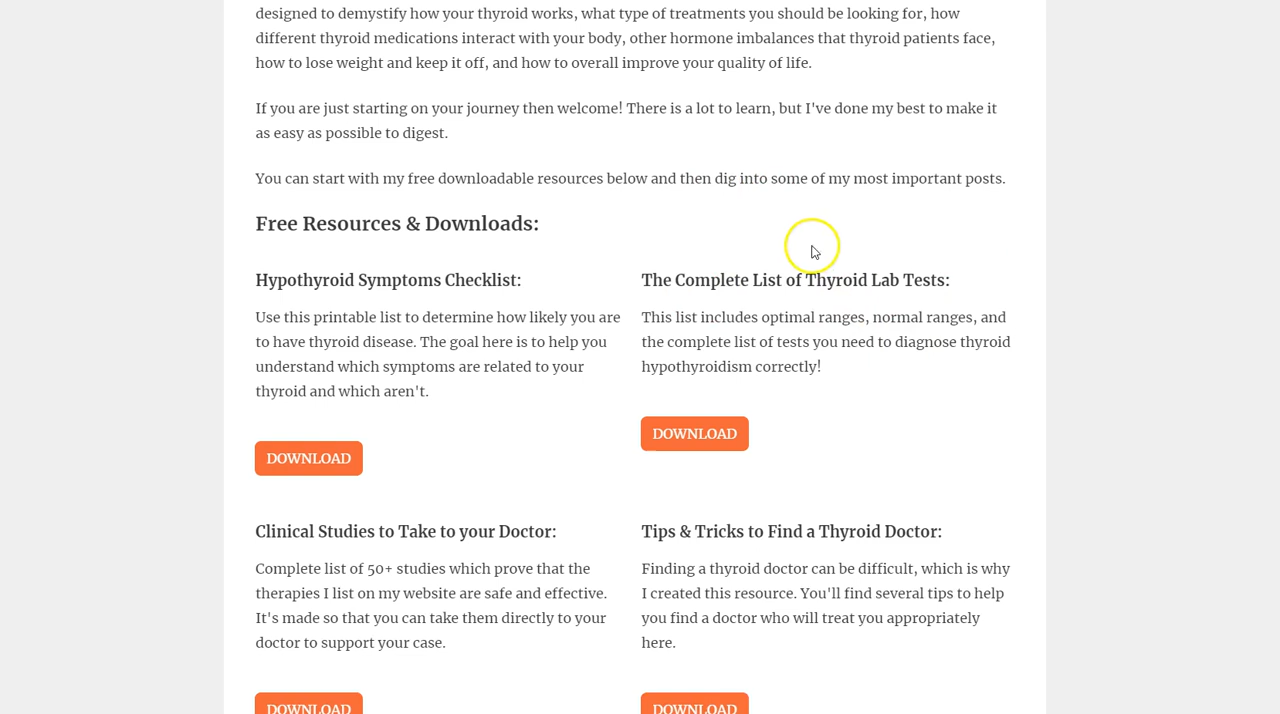 designed to demystify how your thyroid works, what type of treatments you should be looking for, how
different thyroid medications interact with your body, other hormone imbalances that thyroid patients face,
how to lose weight and keep it off, and how to overall improve your quality of life.
If you are just starting on your journey then welcome! There is a lot to learn, but I've done my best to make it
as easy as possible to digest.
You can start with my free downloadable resources below and then dig into some of my most important posts.
Free Resources & Downloads:
Hypothyroid Symptoms Checklist:
Use this printable list to determine how likely you are
to have thyroid disease. The goal here is to help you
understand which symptoms are related to your
thyroid and which aren't.
DOWNLOAD
The Complete List of Thyroid Lab Tests:
This list includes optimal ranges, normal ranges, and
the complete list of tests you need to diagnose thyroid
hypothyroidism correctly!
DOWNLOAD
Clinical Studies to Take to your Doctor:
Complete list of 50+ studies which prove that the
therapies I list on my website are safe and effective.
It's made so that you can take them directly to your
doctor to support your case.
DOWNLOAD
Tips & Tricks to Find a Thyroid Doctor:
Finding a thyroid doctor can be difficult, which is why
I created this resource. You'll find several tips to help
you find a doctor who will treat you appropriately
here.
DOWNLOAD